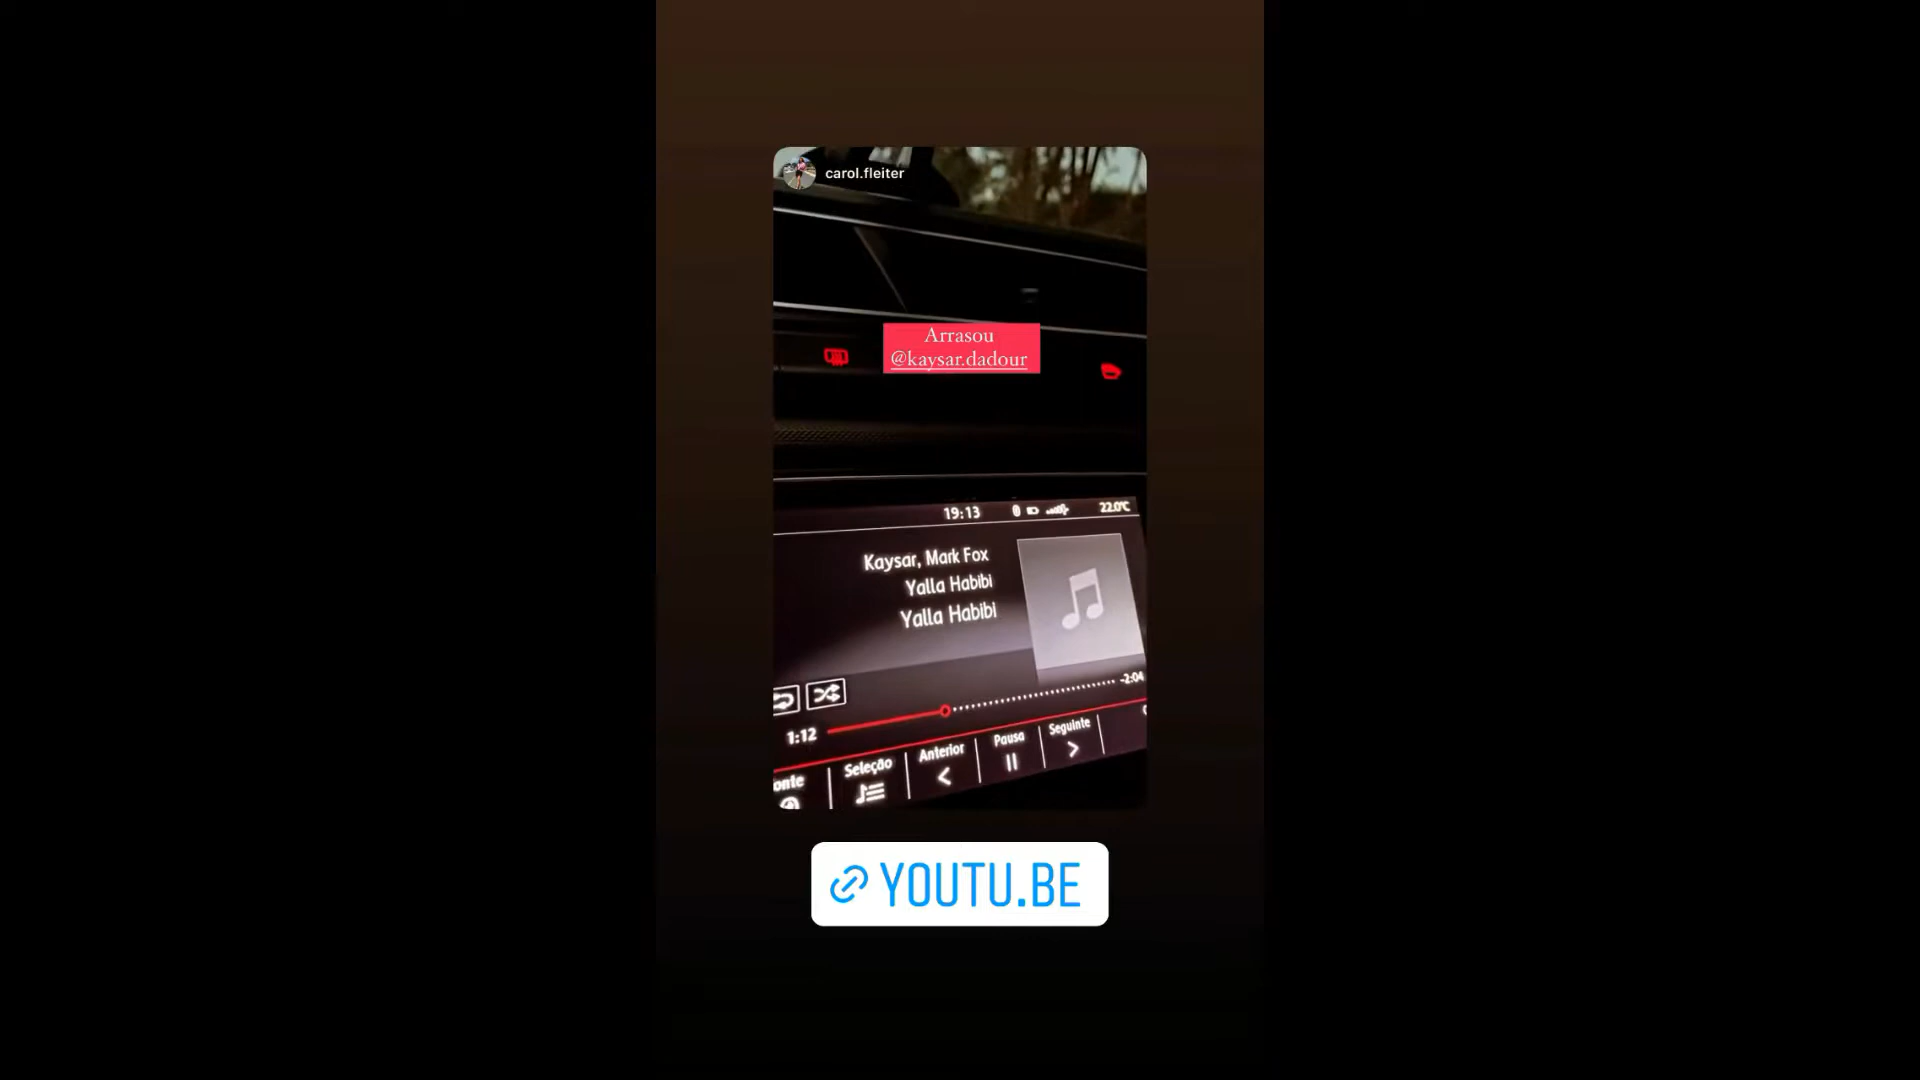 carol.fleiter
Arrasou
@kaysar.dadour
19:13
22.0°C
Kaysar, Mark Fox
Yalla Habibi
Yalla Habibi
-2:04
1:12
onte
Seleção
Anterior
Pausa
Seguinte
YOUTU.BE